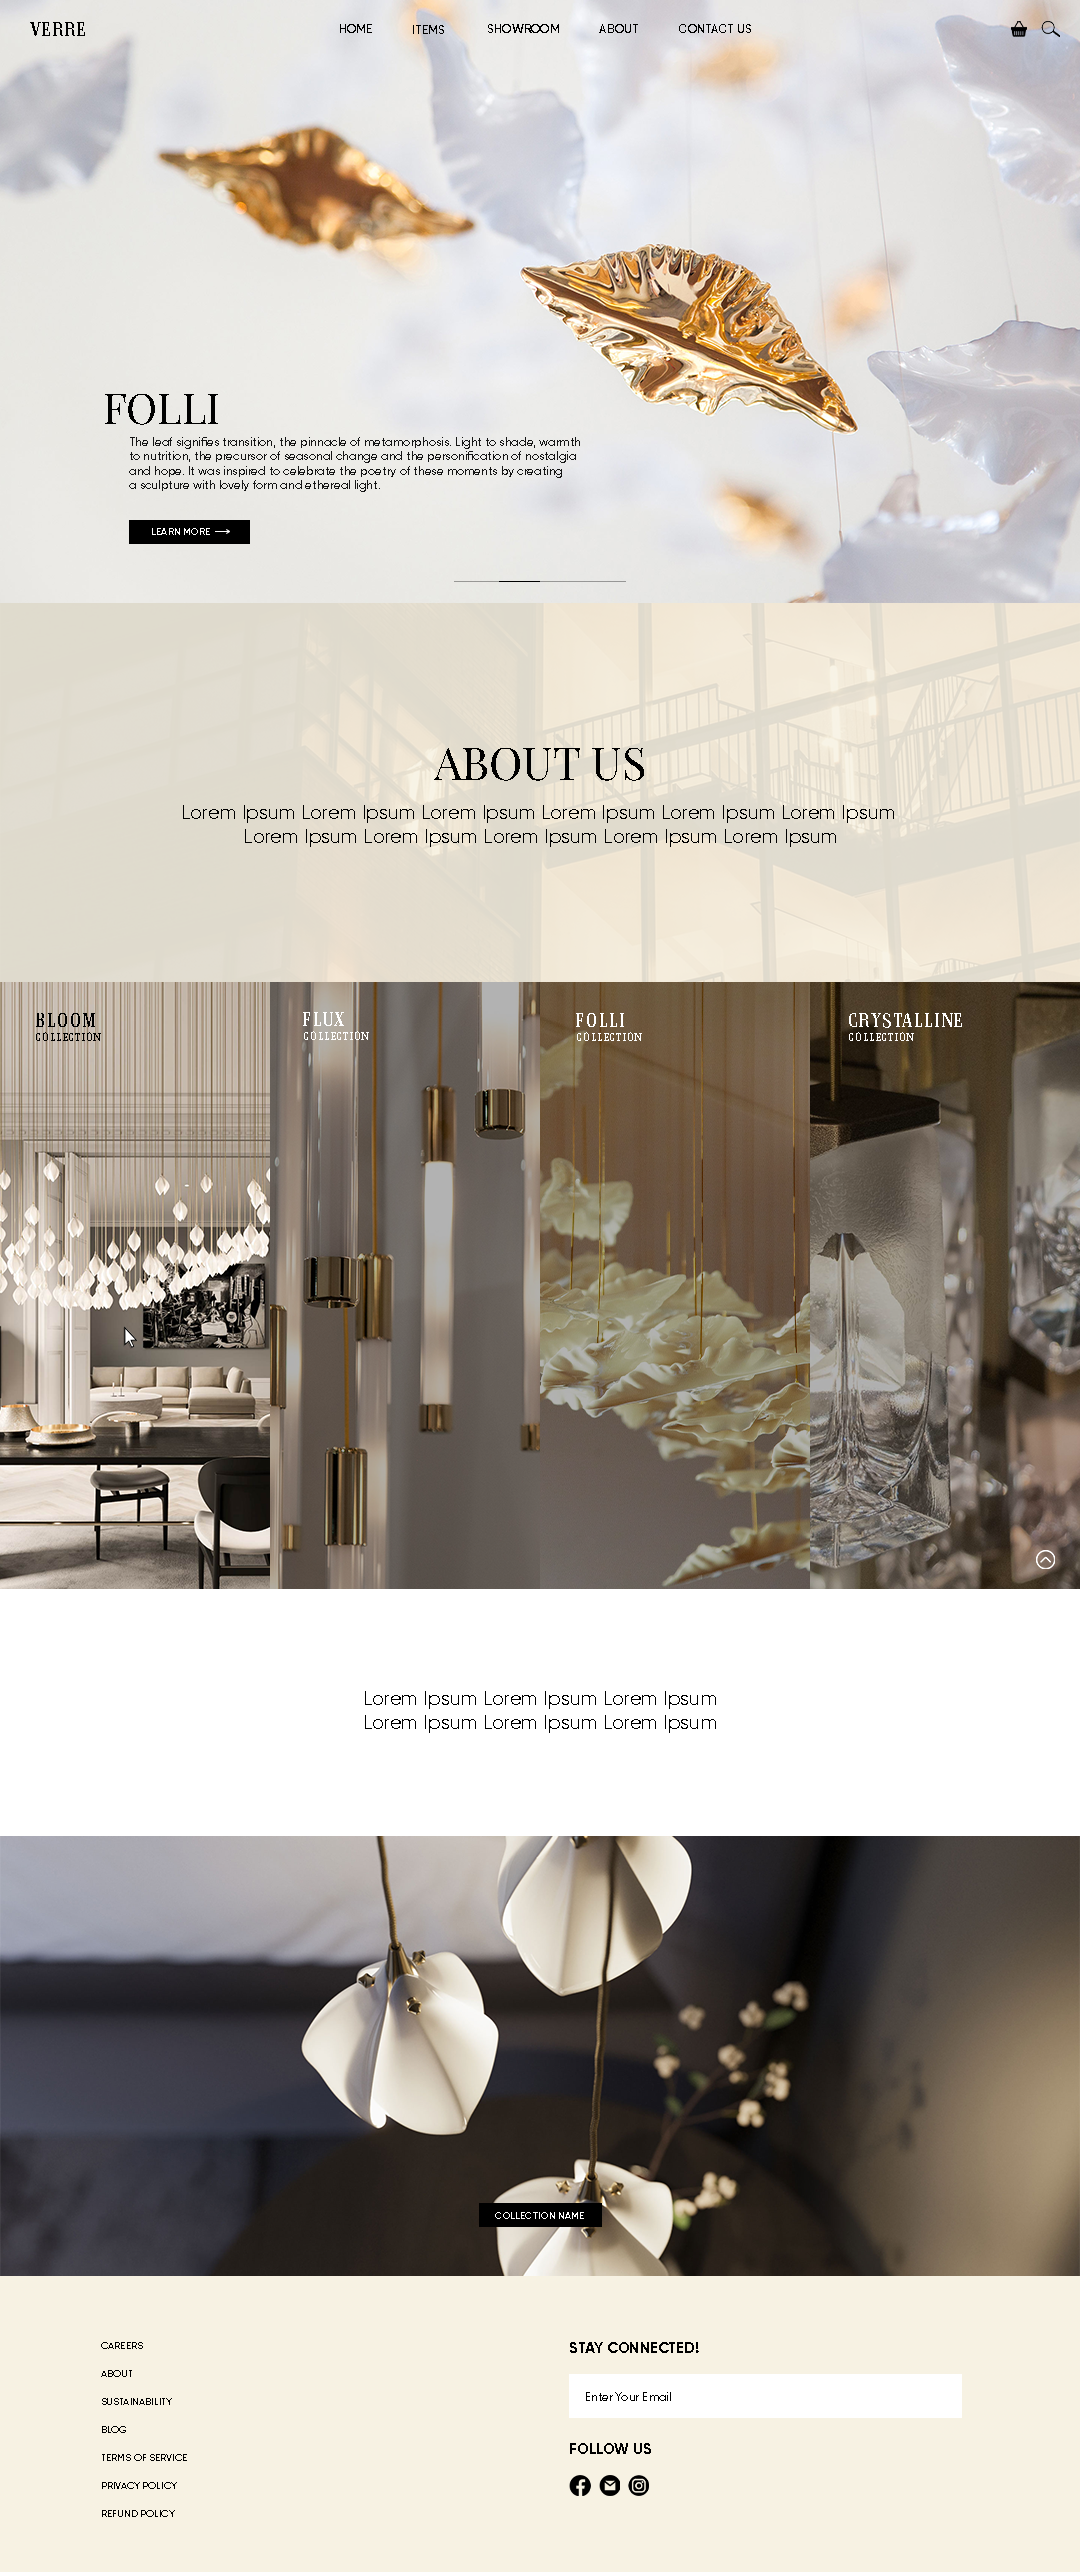 VERRE
HOME
ITEMS
SHOWROOM
ABOUT
CONTACT US
FOLLI
The leaf signifies transition, the pinnacle of metamorphosis. Light to shade, warmth
to nutrition, the precursor of seasonal change and the personification of nostalgia
and hope. It was inspired to celebrate the poetry of these moments by creating
a sculpture with lovely form and ethereal light.
LEARN MORE
ABOUT US
Lorem Ipsum Lorem Ipsum Lorem Ipsum Lorem Ipsum Lorem Ipsum Lorem Ipsum
Lorem Ipsum Lorem Ipsum Lorem Ipsum Lorem Ipsum Lorem Ipsum
BLOOM
COLLECTION
FLUX
COLLECTION
FOLLI
COLLECTION
CRYSTALLINE
COLLECTION
Lorem Ipsum Lorem Ipsum Lorem Ipsum
Lorem Ipsum Lorem Ipsum Lorem Ipsum
COLLECTION NAME
CAREERS
ABOUT
SUSTAINABILITY
BLOG
TERMS OF SERVICE
PRIVACY POLICY
REFUND POLICY
STAY CONNECTED!
Enter Your Email
FOLLOW US